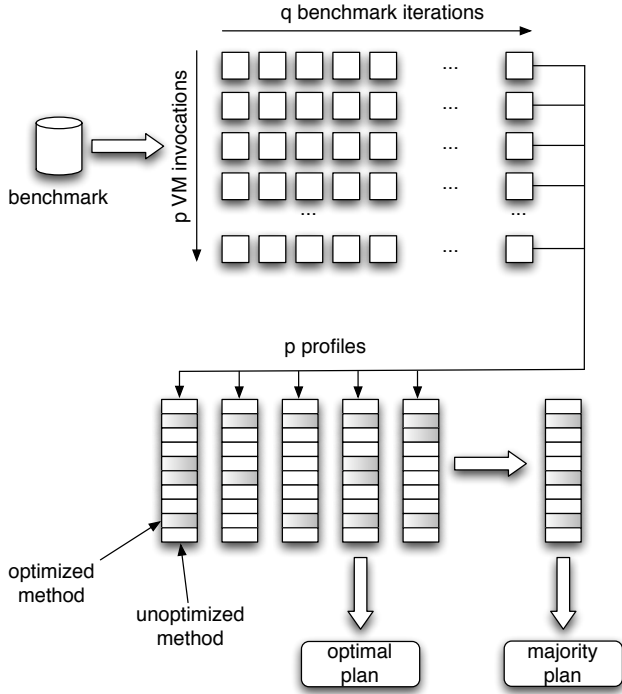 q benchmark iterations
p VM invocations
...
...
...
...
... ...
...
benchmark
p profiles
optimized
method
unoptimized
method
optimal
plan
majority
plan